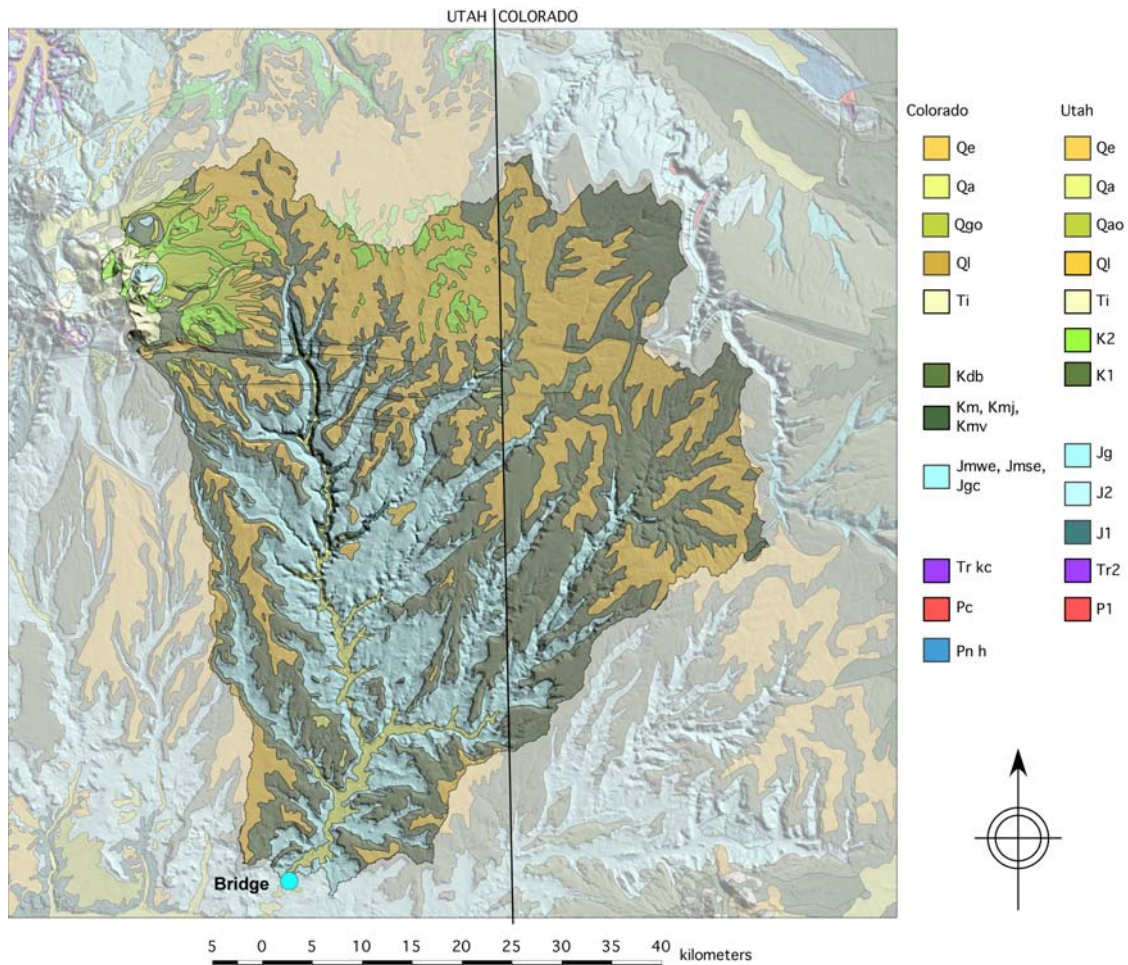 UTAH COLORADO
Colorado
Qe
Qa
Qgo
Ql
Ti
Kdb
Km, Kmj,
Kmv
Jmwe, Jmse,
Jgc
Tr kc
Pc
Pn h
Utah
Qe
Qa
Qao
Ql
Ti
K2
K1
Jg
J2
J1
Tr2
P1
Bridge
5 0 5 10 15 20 25 30 35 40 kilometers